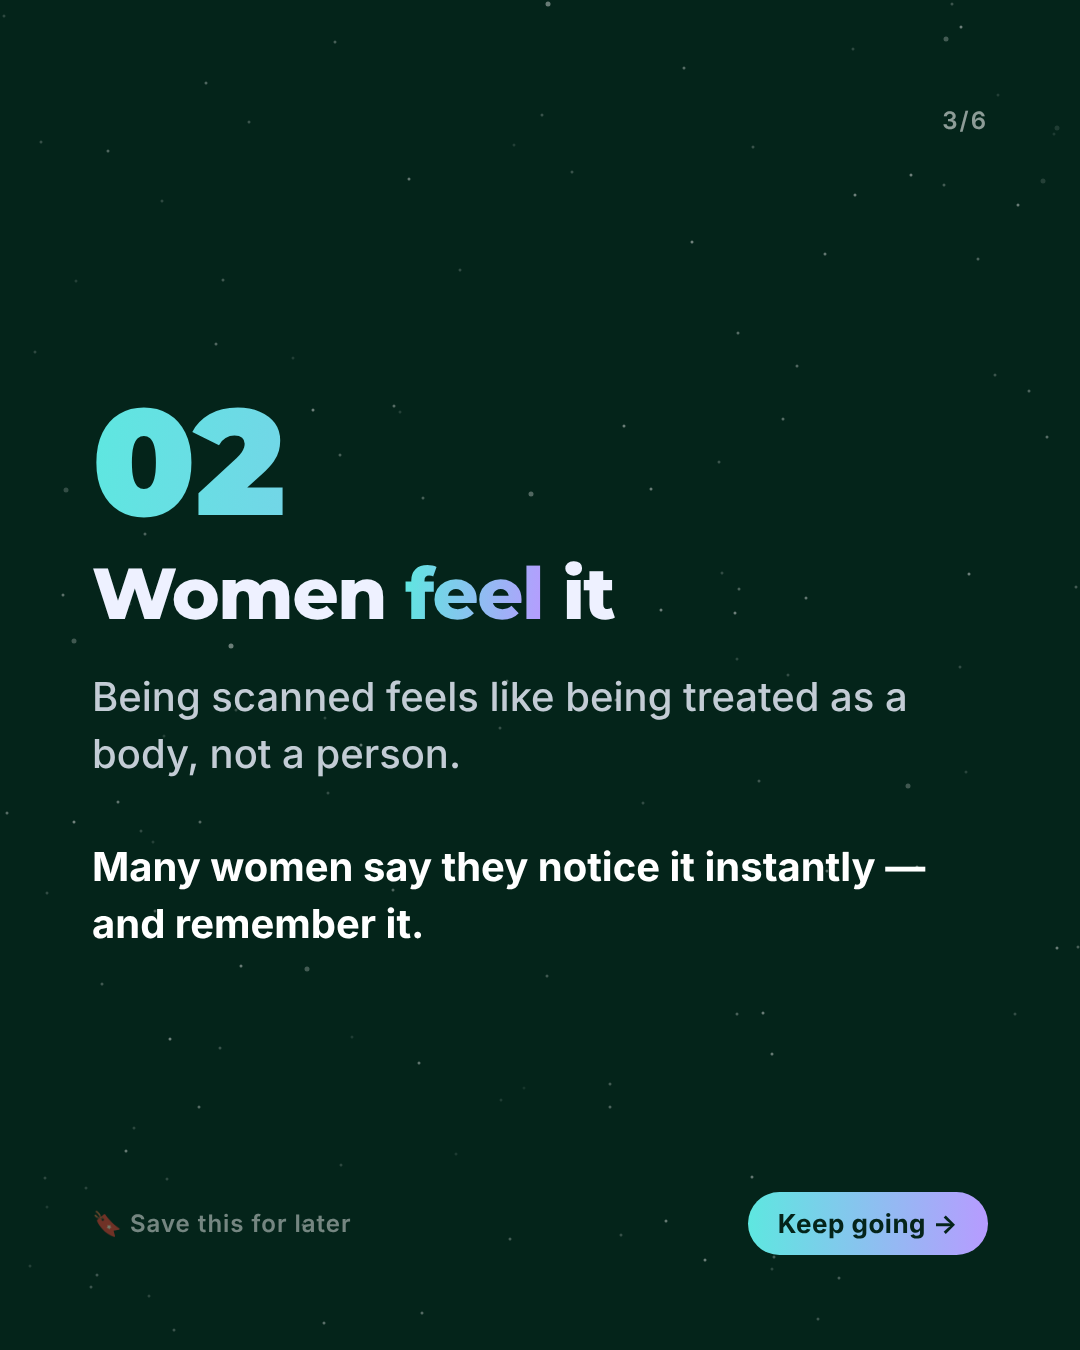 3/6
02
Women feel it
Being scanned feels like being treated as a
body, not a person.
Many women say they notice it instantly —
and remember it.
🔖 Save this for later
Keep going →